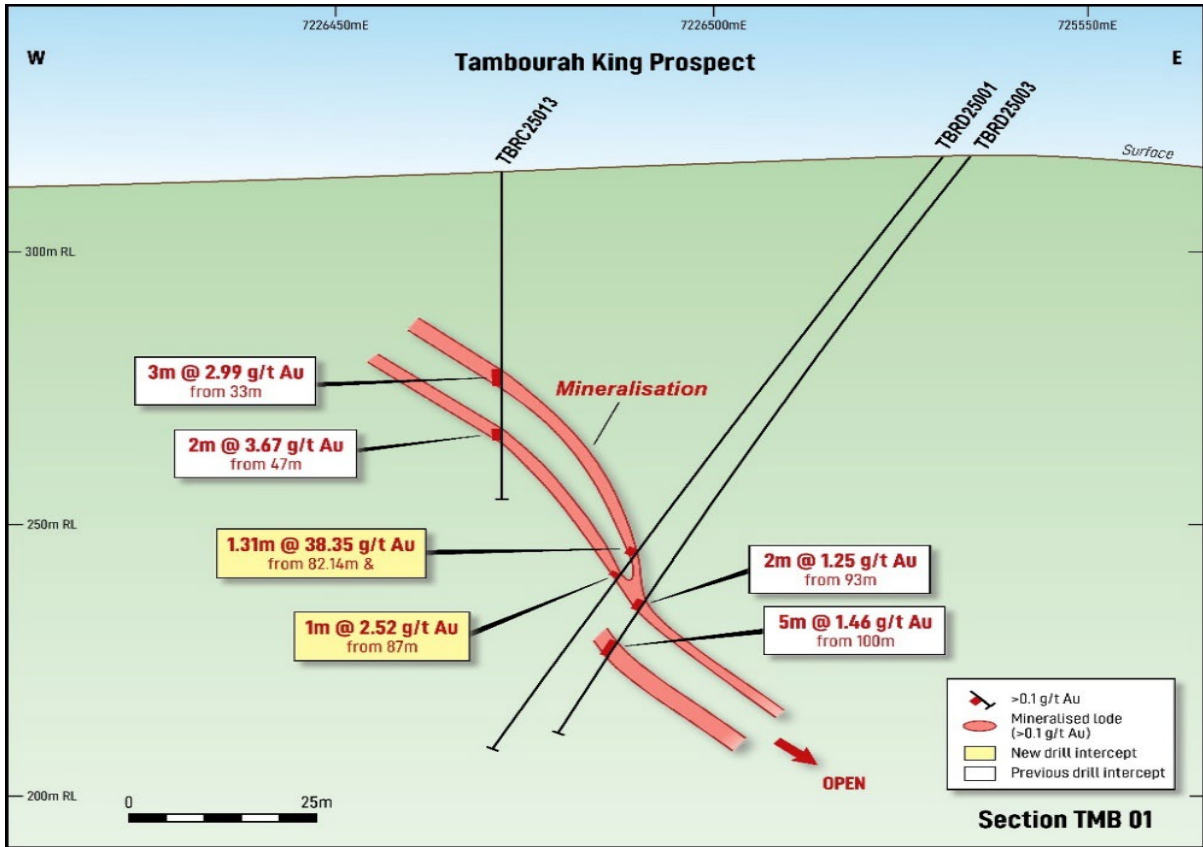 7226450mE
7226500mE
725550mE
W
Tambourah King Prospect
E
TBRC25013
TBRD25001
TBRD25003
Surface
300m RL
3m @ 2.99 g/t Au
from 33m
Mineralisation
2m @ 3.67 g/t Au
from 47m
250m RL
1.31m @ 38.35 g/t Au
from 82.14m &
2m @ 1.25 g/t Au
from 93m
1m @ 2.52 g/t Au
from 87m
5m @ 1.46 g/t Au
from 100m
>0.1 g/t Au
Mineralised lode
(>0.1 g/t Au)
New drill intercept
Previous drill intercept
OPEN
200m RL
0
25m
Section TMB 01